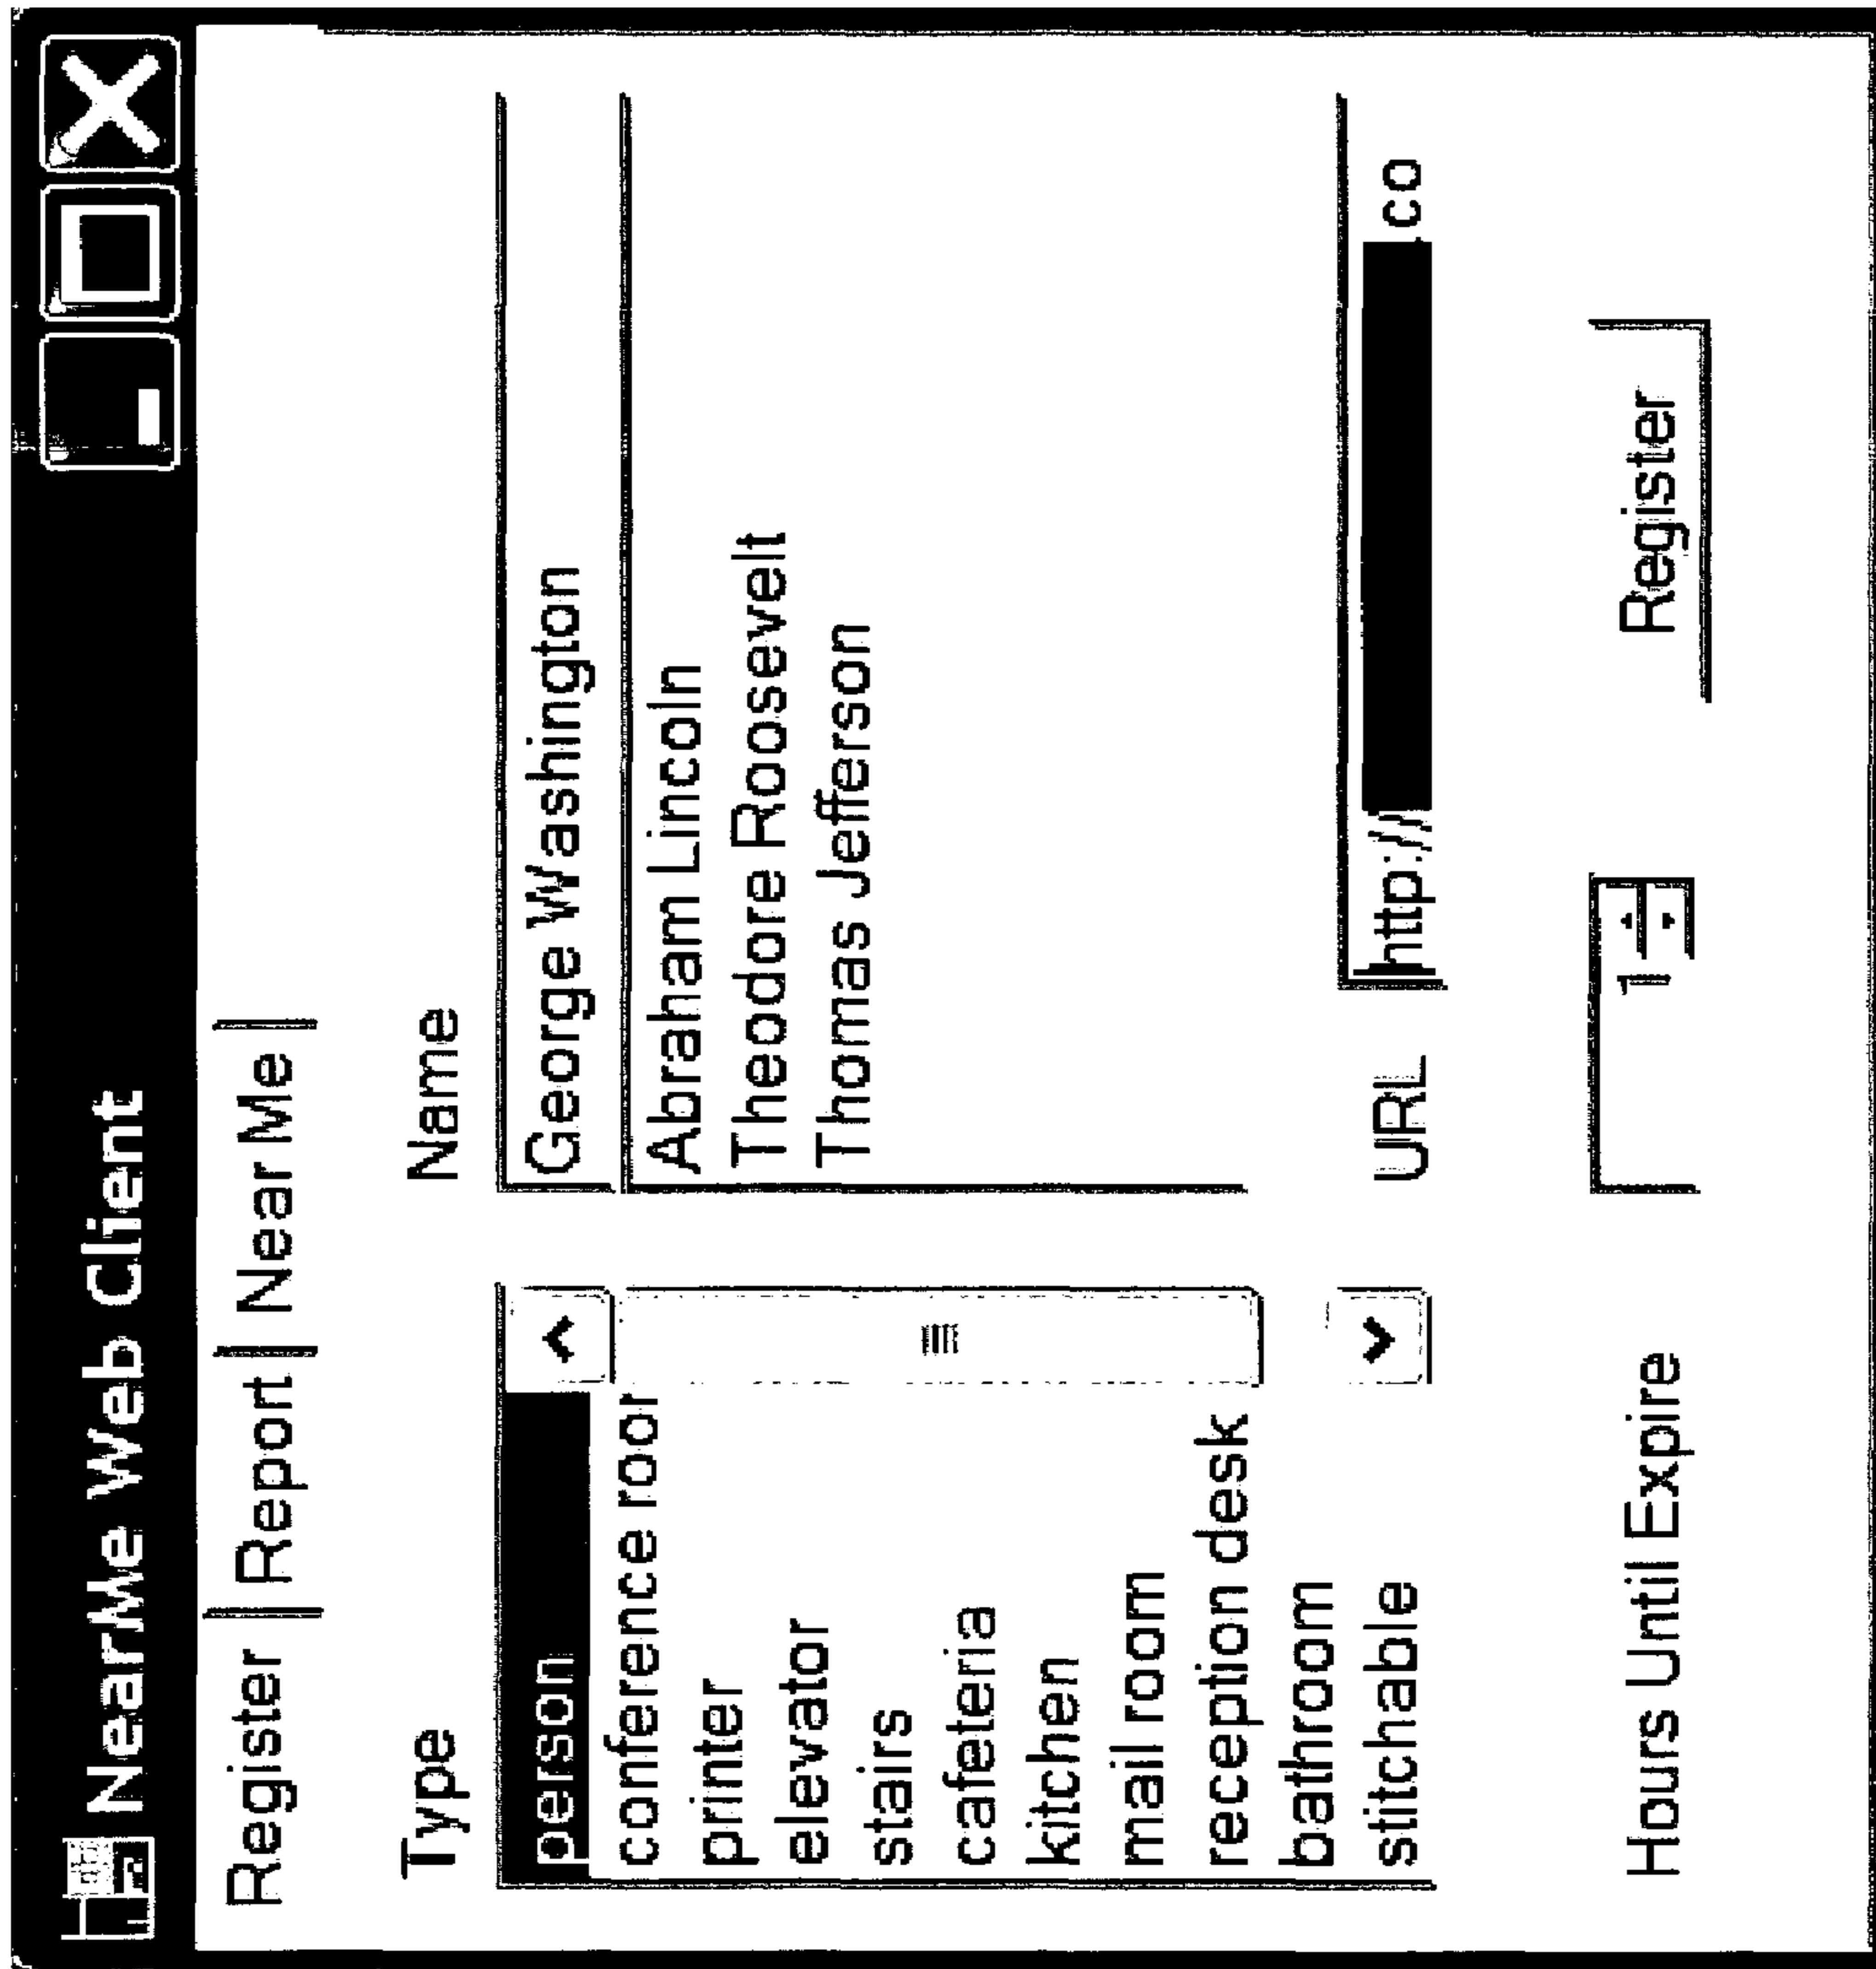 NearMe Web Client
Register Report Near Me
Type
person
conference roor
printer
elevator
stairs
cafeteria
kitchen
mail room
reception desk
bathroom
stitchable
Name
George Washington
Abraham Lincoln
Theodore Roosevelt
Thomas Jefferson
URL http:// .co
Hours Until Expire 1 Register